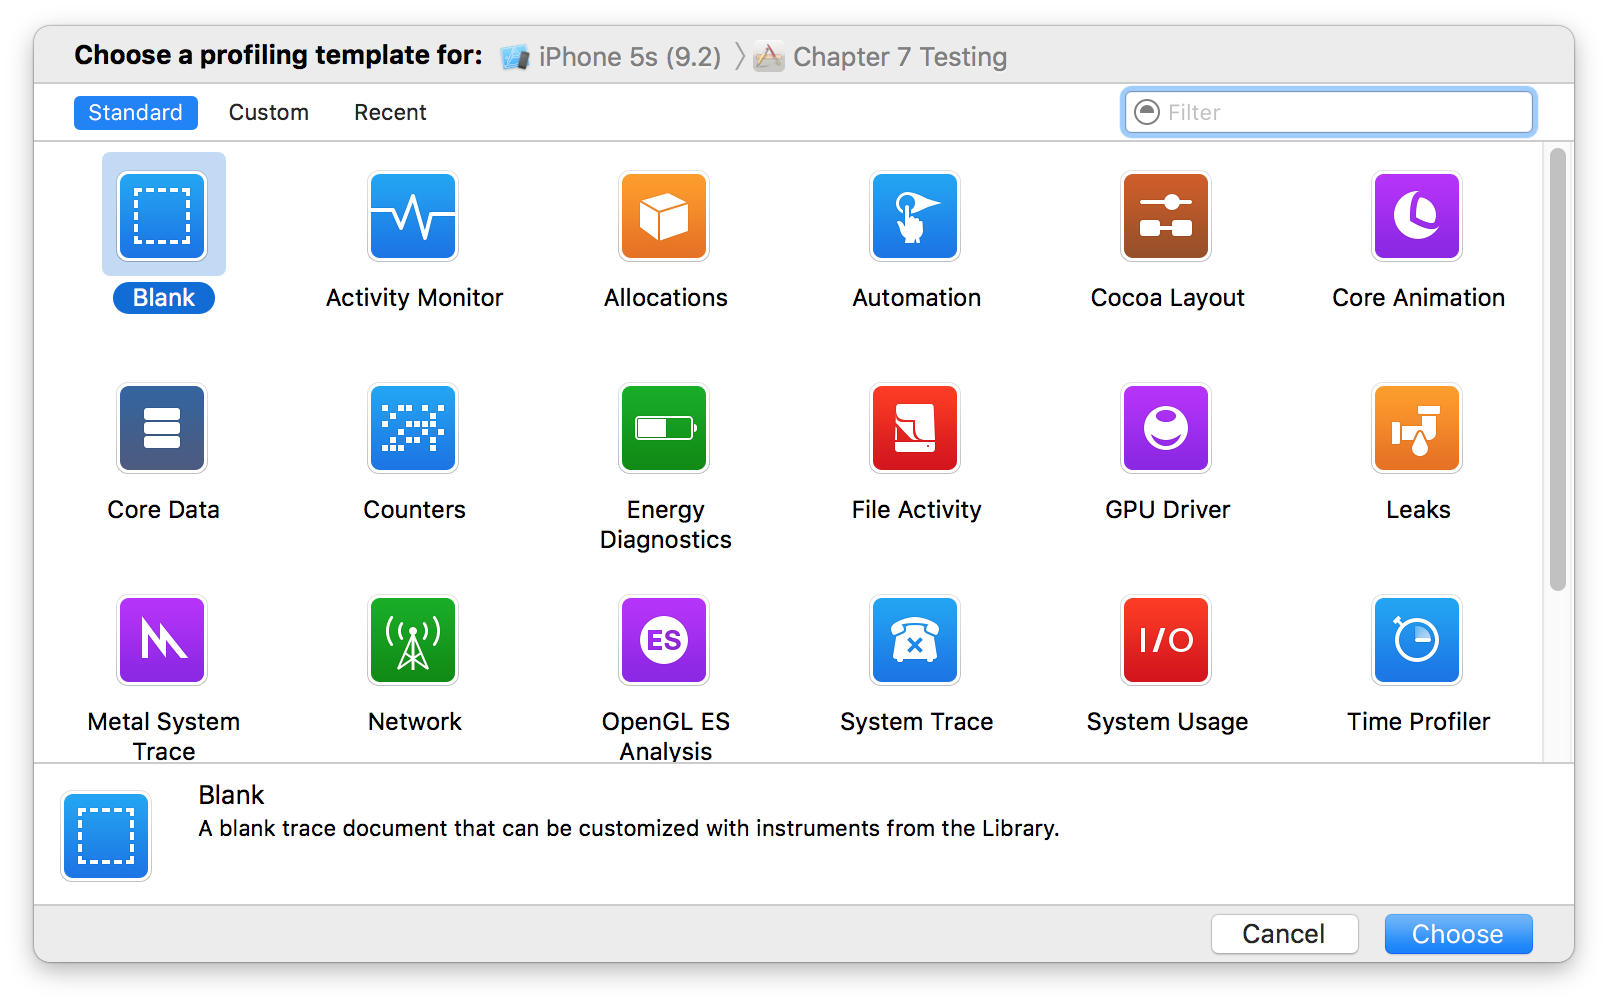 Choose a profiling template for: iPhone 5s (9.2) Chapter 7 Testing
Standard Custom Recent Filter
Blank Activity Monitor Allocations Automation Cocoa Layout Core Animation
Core Data Counters Energy Diagnostics File Activity GPU Driver Leaks
I/O
ES
Metal System Trace Network OpenGL ES Analysis System Trace System Usage Time Profiler
Blank
A blank trace document that can be customized with instruments from the Library.
Cancel Choose